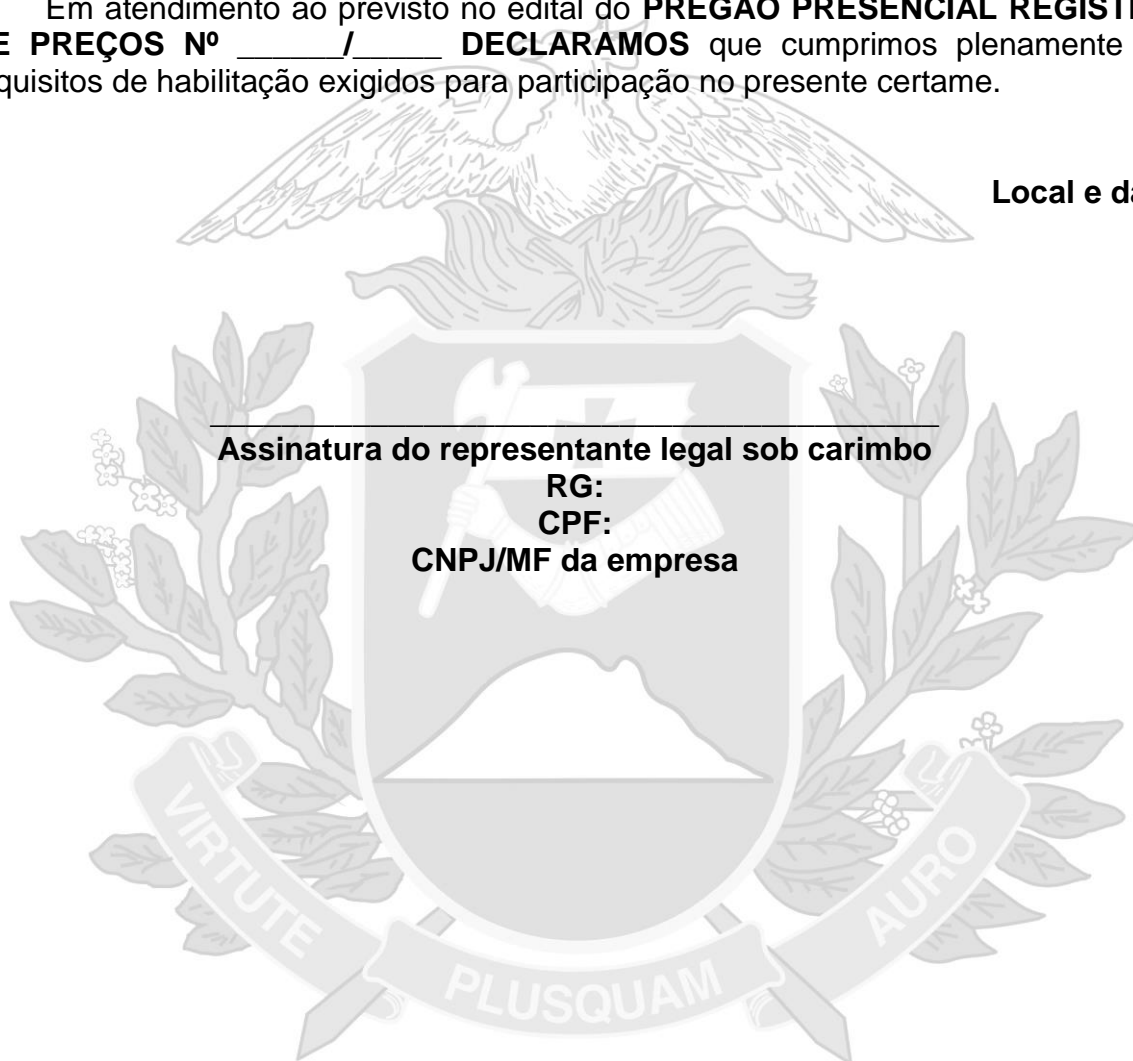 Em atendimento ao previsto no edital do PREGÃO PRESENCIAL REGIST
E PREÇOS Nº ______/_____ DECLARAMOS que cumprimos plenamente
quisitos de habilitação exigidos para participação no presente certame.
Local e da
Assinatura do representante legal sob carimbo
RG:
CPF:
CNPJ/MF da empresa
VIRTUTE PLUSQUAM AURO